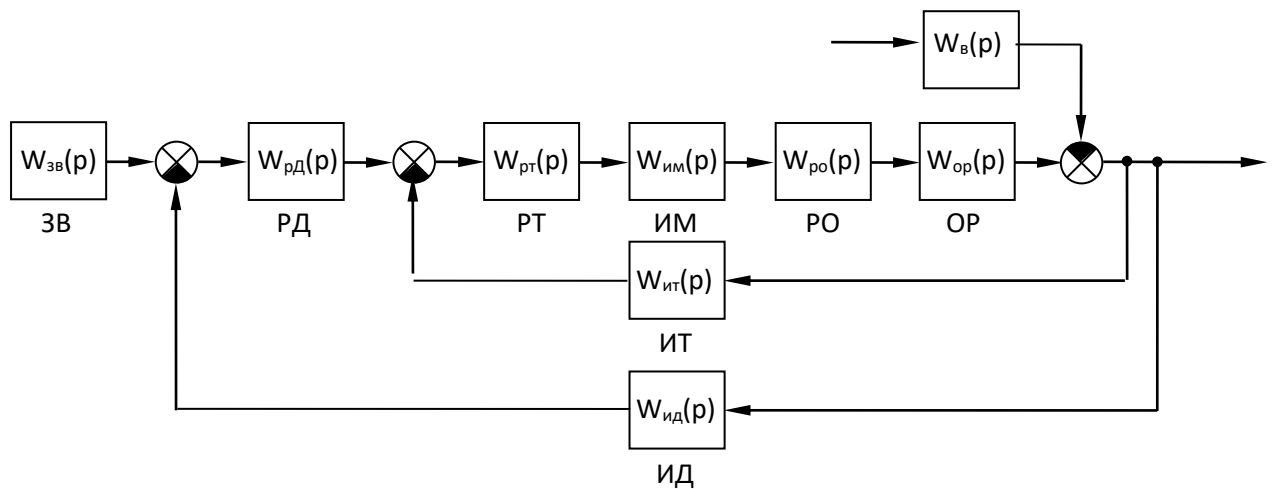 Wв(р)
Wзв(р) WрД(р) Wрт(р) Wим(р) Wро(р) Wор(р)
ЗВ РД РТ ИМ РО ОР
Wит(р)
ИТ
Wид(р)
ИД